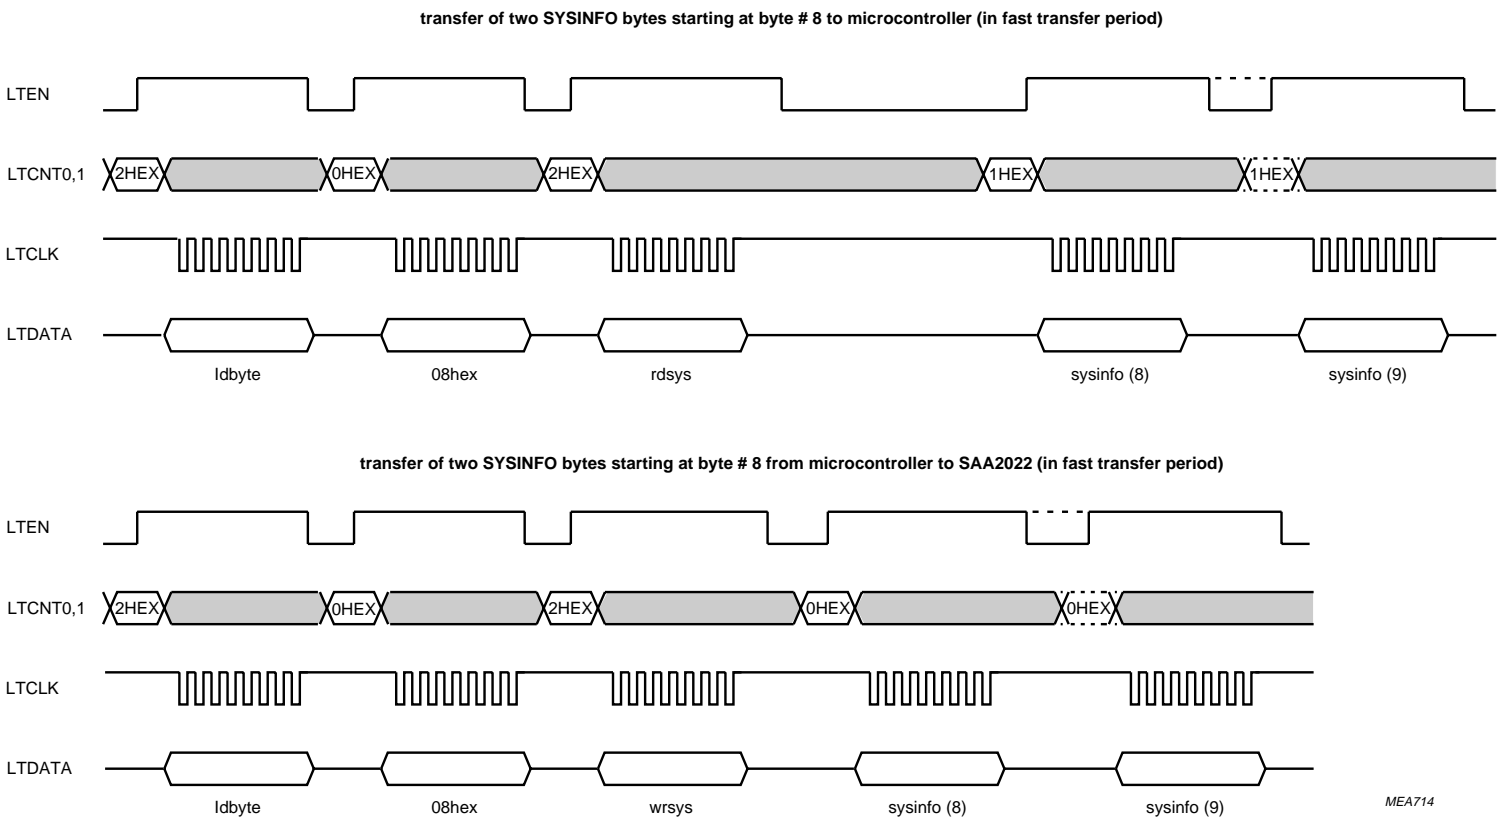 transfer of two SYSINFO bytes starting at byte # 8 to microcontroller (in fast transfer period)
LTEN
LTCNT0,1 2HEX 0HEX 2HEX 1HEX 1HEX
LTCLK
LTDATA
ldbyte 08hex rdsys sysinfo (8) sysinfo (9)
transfer of two SYSINFO bytes starting at byte # 8 from microcontroller to SAA2022 (in fast transfer period)
LTEN
LTCNT0,1 2HEX 0HEX 2HEX 0HEX 0HEX
LTCLK
LTDATA
ldbyte 08hex wrsys sysinfo (8) sysinfo (9)
MEA714